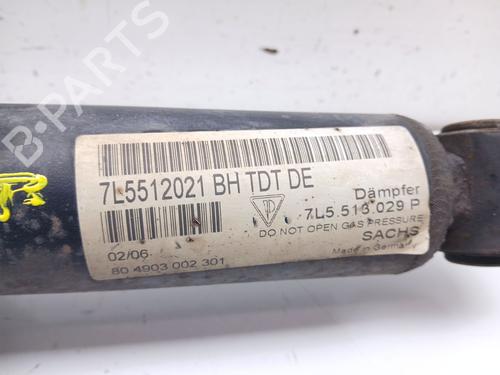 B-PARTS
7L5512021 BH TDT DE
Dämpfer
7L5.513.029 P
DO NOT OPEN GAS PRESSURE
SACHS
Made in Germany
02/06
80 4903 002 301